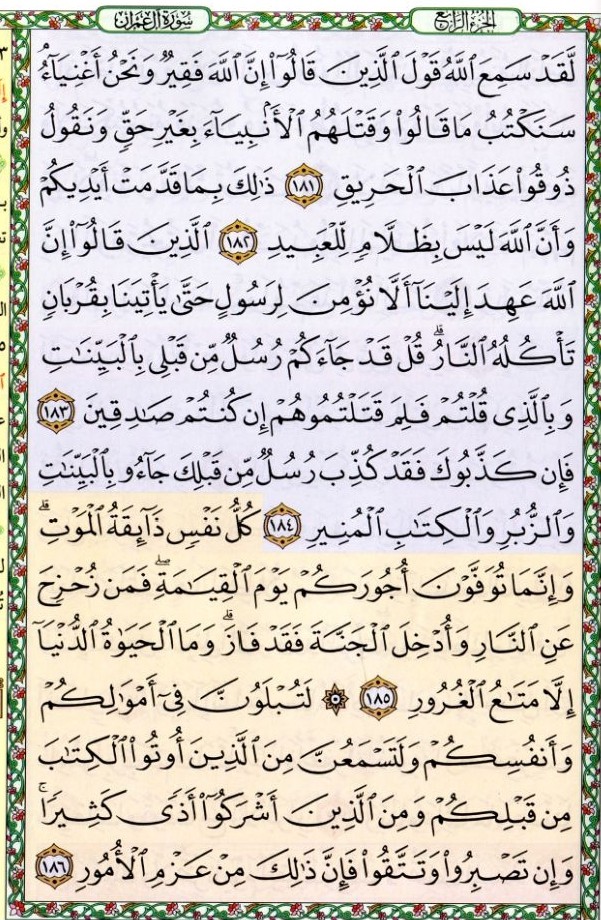 الجزء الرابع
سورة آل عمران
لَّقَدْ سَمِعَ ٱللَّهُ قَوْلَ ٱلَّذِينَ قَالُوٓا۟ إِنَّ ٱللَّهَ فَقِيرٌ وَنَحْنُ أَغْنِيَآءُ
سَنَكْتُبُ مَا قَالُوا۟ وَقَتْلَهُمُ ٱلْأَنۢبِيَآءَ بِغَيْرِ حَقٍّ وَنَقُولُ
ذُوقُوا۟ عَذَابَ ٱلْحَرِيقِ ١٨١ ذَٰلِكَ بِمَا قَدَّمَتْ أَيْدِيكُمْ
وَأَنَّ ٱللَّهَ لَيْسَ بِظَلَّامٍ لِّلْعَبِيدِ ١٨٢ ٱلَّذِينَ قَالُوٓا۟ إِنَّ
ٱللَّهَ عَهِدَ إِلَيْنَآ أَلَّا نُؤْمِنَ لِرَسُولٍ حَتَّىٰ يَأْتِيَنَا بِقُرْبَانٍ
تَأْكُلُهُ ٱلنَّارُ ۗ قُلْ قَدْ جَآءَكُمْ رُسُلٌ مِّن قَبْلِى بِٱلْبَيِّنَٰتِ
وَبِٱلَّذِى قُلْتُمْ فَلِمَ قَتَلْتُمُوهُمْ إِن كُنتُمْ صَٰدِقِينَ ١٨٣
فَإِن كَذَّبُوكَ فَقَدْ كُذِّبَ رُسُلٌ مِّن قَبْلِكَ جَآءُو بِٱلْبَيِّنَٰتِ
وَٱلزُّبُرِ وَٱلْكِتَٰبِ ٱلْمُنِيرِ ١٨٤ كُلُّ نَفْسٍ ذَآئِقَةُ ٱلْمَوْتِ ۗ
وَإِنَّمَا تُوَفَّوْنَ أُجُورَكُمْ يَوْمَ ٱلْقِيَٰمَةِ ۖ فَمَن زُحْزِحَ
عَنِ ٱلنَّارِ وَأُدْخِلَ ٱلْجَنَّةَ فَقَدْ فَازَ ۗ وَمَا ٱلْحَيَوٰةُ ٱلدُّنْيَآ
إِلَّا مَتَٰعُ ٱلْغُرُورِ ١٨٥ ۞ لَتُبْلَوُنَّ فِىٓ أَمْوَٰلِكُمْ
وَأَنفُسِكُمْ وَلَتَسْمَعُنَّ مِنَ ٱلَّذِينَ أُوتُوا۟ ٱلْكِتَٰبَ
مِن قَبْلِكُمْ وَمِنَ ٱلَّذِينَ أَشْرَكُوٓا۟ أَذًى كَثِيرًا ۚ
وَإِن تَصْبِرُوا۟ وَتَتَّقُوا۟ فَإِنَّ ذَٰلِكَ مِنْ عَزْمِ ٱلْأُمُورِ ١٨٦